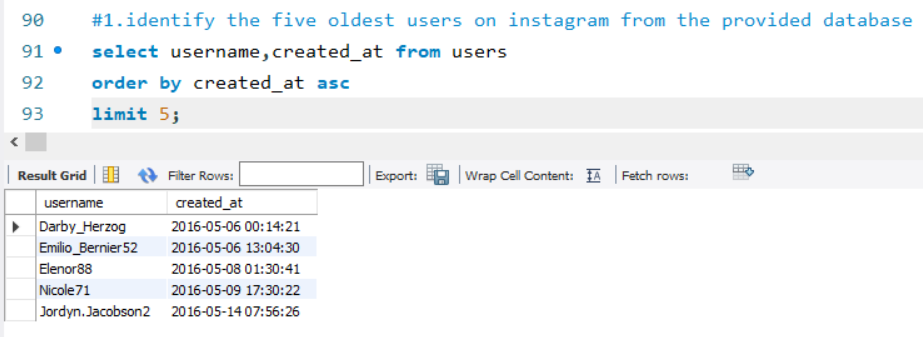 90 #1.identify the five oldest users on instagram from the provided database
91 select username,created_at from users
92 order by created_at asc
93 limit 5;
Result Grid Filter Rows: Export: Wrap Cell Content: Fetch rows:
username created_at
Darby_Herzog 2016-05-06 00:14:21
Emilio_Bernier52 2016-05-06 13:04:30
Elenor88 2016-05-08 01:30:41
Nicole71 2016-05-09 17:30:22
Jordyn.Jacobson2 2016-05-14 07:56:26